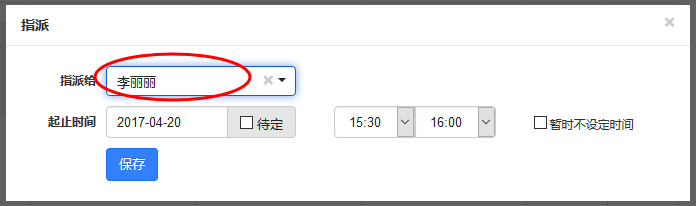 指派 ×
指派给 李丽丽 ×
起止时间 2017-04-20 待定 15:30 16:00 暂时不设定时间
保存